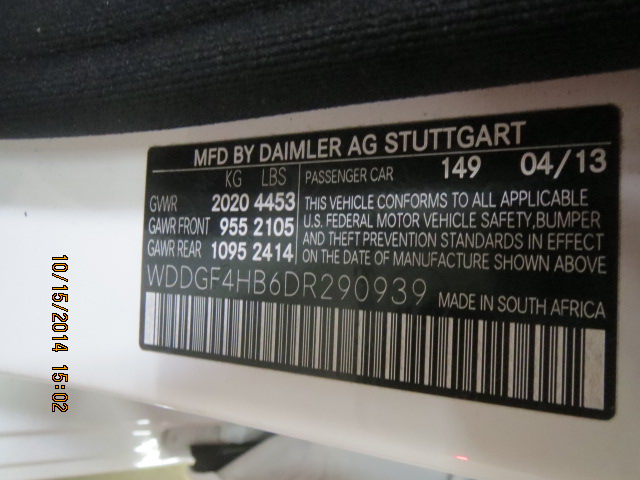 MFD BY DAIMLER AG STUTTGART
KG LBS
GVWR 2020 4453
GAWR FRONT 955 2105
GAWR REAR 1095 2414
PASSENGER CAR 149 04/13
THIS VEHICLE CONFORMS TO ALL APPLICABLE
U.S. FEDERAL MOTOR VEHICLE SAFETY, BUMPER
AND THEFT PREVENTION STANDARDS IN EFFECT
ON THE DATE OF MANUFACTURE SHOWN ABOVE
WDDGF4HB6DR290939 MADE IN SOUTH AFRICA
10/15/2014 15:02